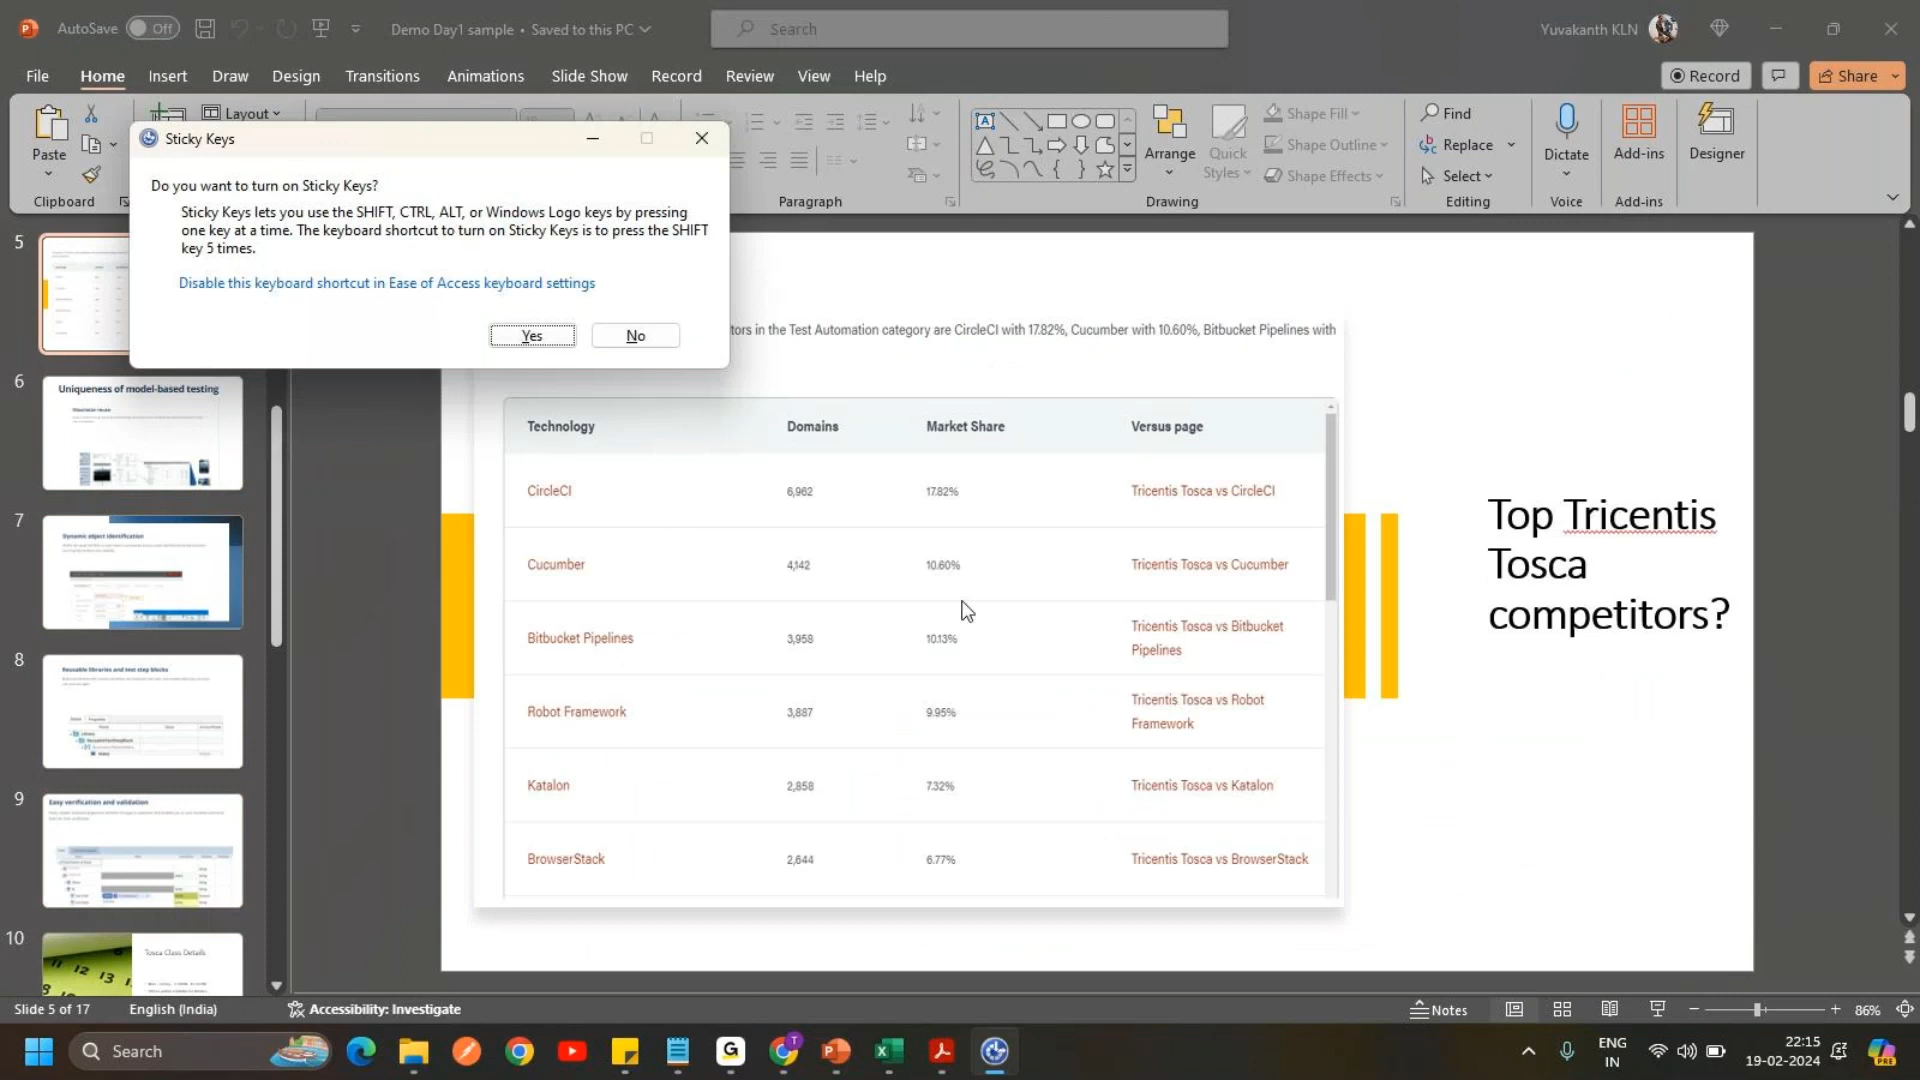 AutoSave Off
Demo Day1 sample • Saved to this PC
Search
Yuvakanth KLN
File Home Insert Draw Design Transitions Animations Slide Show Record Review View Help
Record
Share
Paste
Layout
Clipboard
Paragraph
Arrange
Quick
Styles
Shape Fill
Shape Outline
Shape Effects
Drawing
Find
Replace
Select
Editing
Dictate
Voice
Add-ins
Add-ins
Designer
Sticky Keys
Do you want to turn on Sticky Keys?
Sticky Keys lets you use the SHIFT, CTRL, ALT, or Windows Logo keys by pressing
one key at a time. The keyboard shortcut to turn on Sticky Keys is to press the SHIFT
key 5 times.
Disable this keyboard shortcut in Ease of Access keyboard settings
Yes No
5
6
Uniqueness of model-based testing
Maximize reuse
7
Dynamic object identification
8
Reusable libraries and test step blocks
9
Easy verification and validation
10
Tosca Class Details
tors in the Test Automation category are CircleCI with 17.82%, Cucumber with 10.60%, Bitbucket Pipelines with
Technology Domains Market Share Versus page
CircleCI 6,962 17.82% Tricentis Tosca vs CircleCI
Cucumber 4,142 10.60% Tricentis Tosca vs Cucumber
Bitbucket Pipelines 3,958 10.13% Tricentis Tosca vs Bitbucket
Pipelines
Robot Framework 3,887 9.95% Tricentis Tosca vs Robot
Framework
Katalon 2,858 7.32% Tricentis Tosca vs Katalon
BrowserStack 2,644 6.77% Tricentis Tosca vs BrowserStack
Top Tricentis
Tosca
competitors?
Slide 5 of 17 English (India) Accessibility: Investigate
Notes
86%
Search
ENG
IN
22:15
19-02-2024